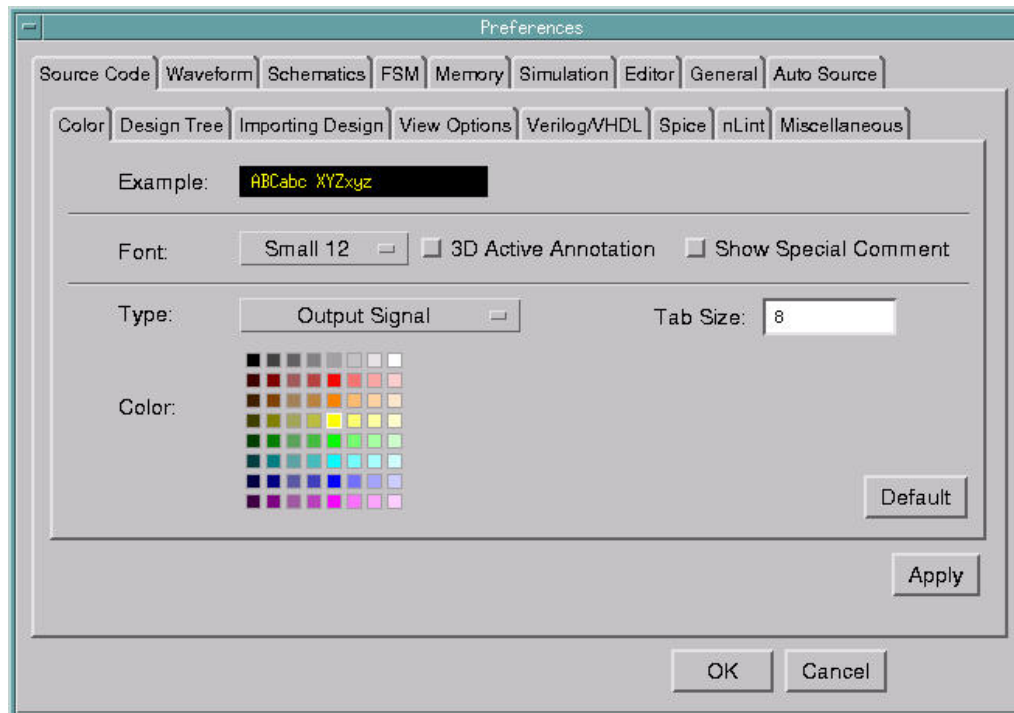 Preferences
Source Code Waveform Schematics FSM Memory Simulation Editor General Auto Source
Color Design Tree Importing Design View Options Verilog/VHDL Spice nLint Miscellaneous
Example: ABCabc XYZxyz
Font: Small 12 3D Active Annotation Show Special Comment
Type: Output Signal Tab Size: 8
Color:
Default
Apply
OK Cancel